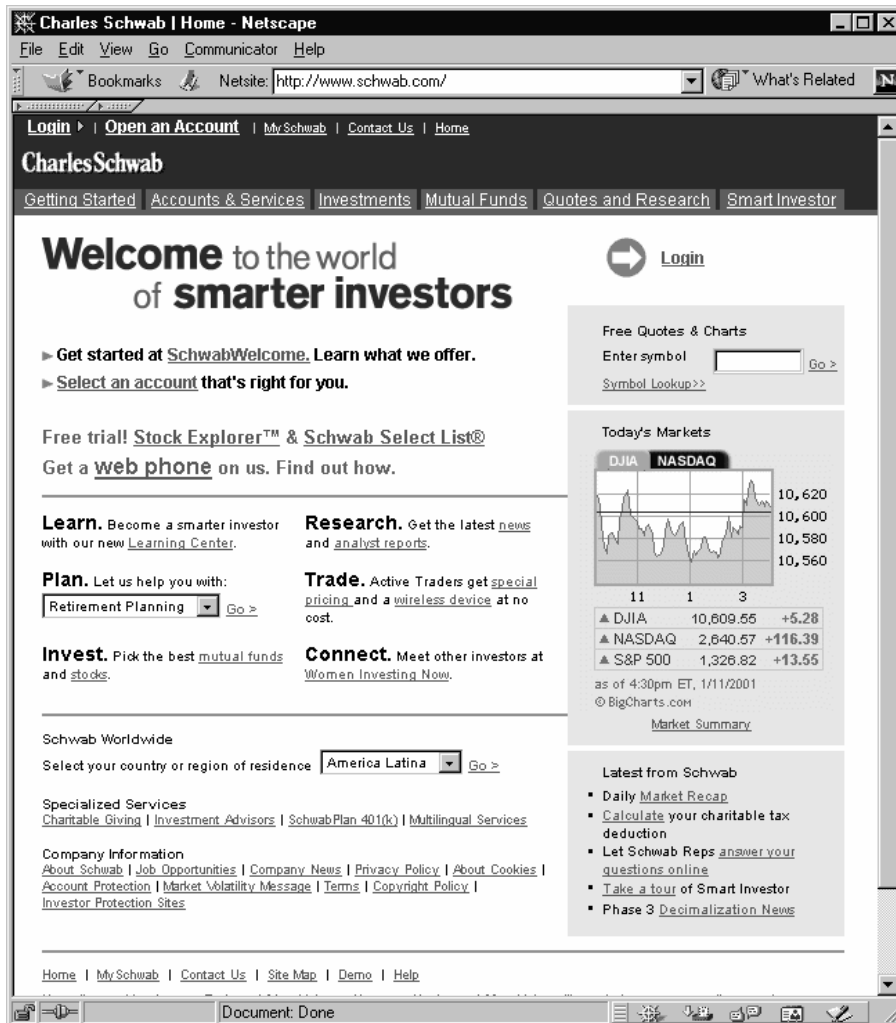 Charles Schwab | Home - Netscape
File Edit View Go Communicator Help
Bookmarks Netsite: http://www.schwab.com/ What's Related N
Login | Open an Account | MySchwab | Contact Us | Home
Charles Schwab
Getting Started Accounts & Services Investments Mutual Funds Quotes and Research Smart Investor
Welcome to the world
of smarter investors
Get started at SchwabWelcome. Learn what we offer.
Select an account that's right for you.
Free trial! Stock Explorer™ & Schwab Select List®
Get a web phone on us. Find out how.
Learn. Become a smarter investor
with our new Learning Center.
Research. Get the latest news
and analyst reports.
Plan. Let us help you with:
Retirement Planning Go >
Trade. Active Traders get special
pricing and a wireless device at no
cost.
Invest. Pick the best mutual funds
and stocks.
Connect. Meet other investors at
Women Investing Now.
Schwab Worldwide
Select your country or region of residence America Latina Go >
Specialized Services
Charitable Giving | Investment Advisors | SchwabPlan 401(k) | Multilingual Services
Company Information
About Schwab | Job Opportunities | Company News | Privacy Policy | About Cookies |
Account Protection | Market Volatility Message | Terms | Copyright Policy |
Investor Protection Sites
Login
Free Quotes & Charts
Enter symbol Go >
Symbol Lookup>>
Today's Markets
DJIA NASDAQ
10,620
10,600
10,580
10,560
11 1 3
DJIA 10,609.55 +5.28
NASDAQ 2,640.57 +116.39
S&P 500 1,326.82 +13.55
as of 4:30pm ET, 1/11/2001
© BigCharts.com
Market Summary
Latest from Schwab
▪ Daily Market Recap
▪ Calculate your charitable tax
deduction
▪ Let Schwab Reps answer your
questions online
▪ Take a tour of Smart Investor
▪ Phase 3 Decimalization News
Home | MySchwab | Contact Us | Site Map | Demo | Help
Document: Done